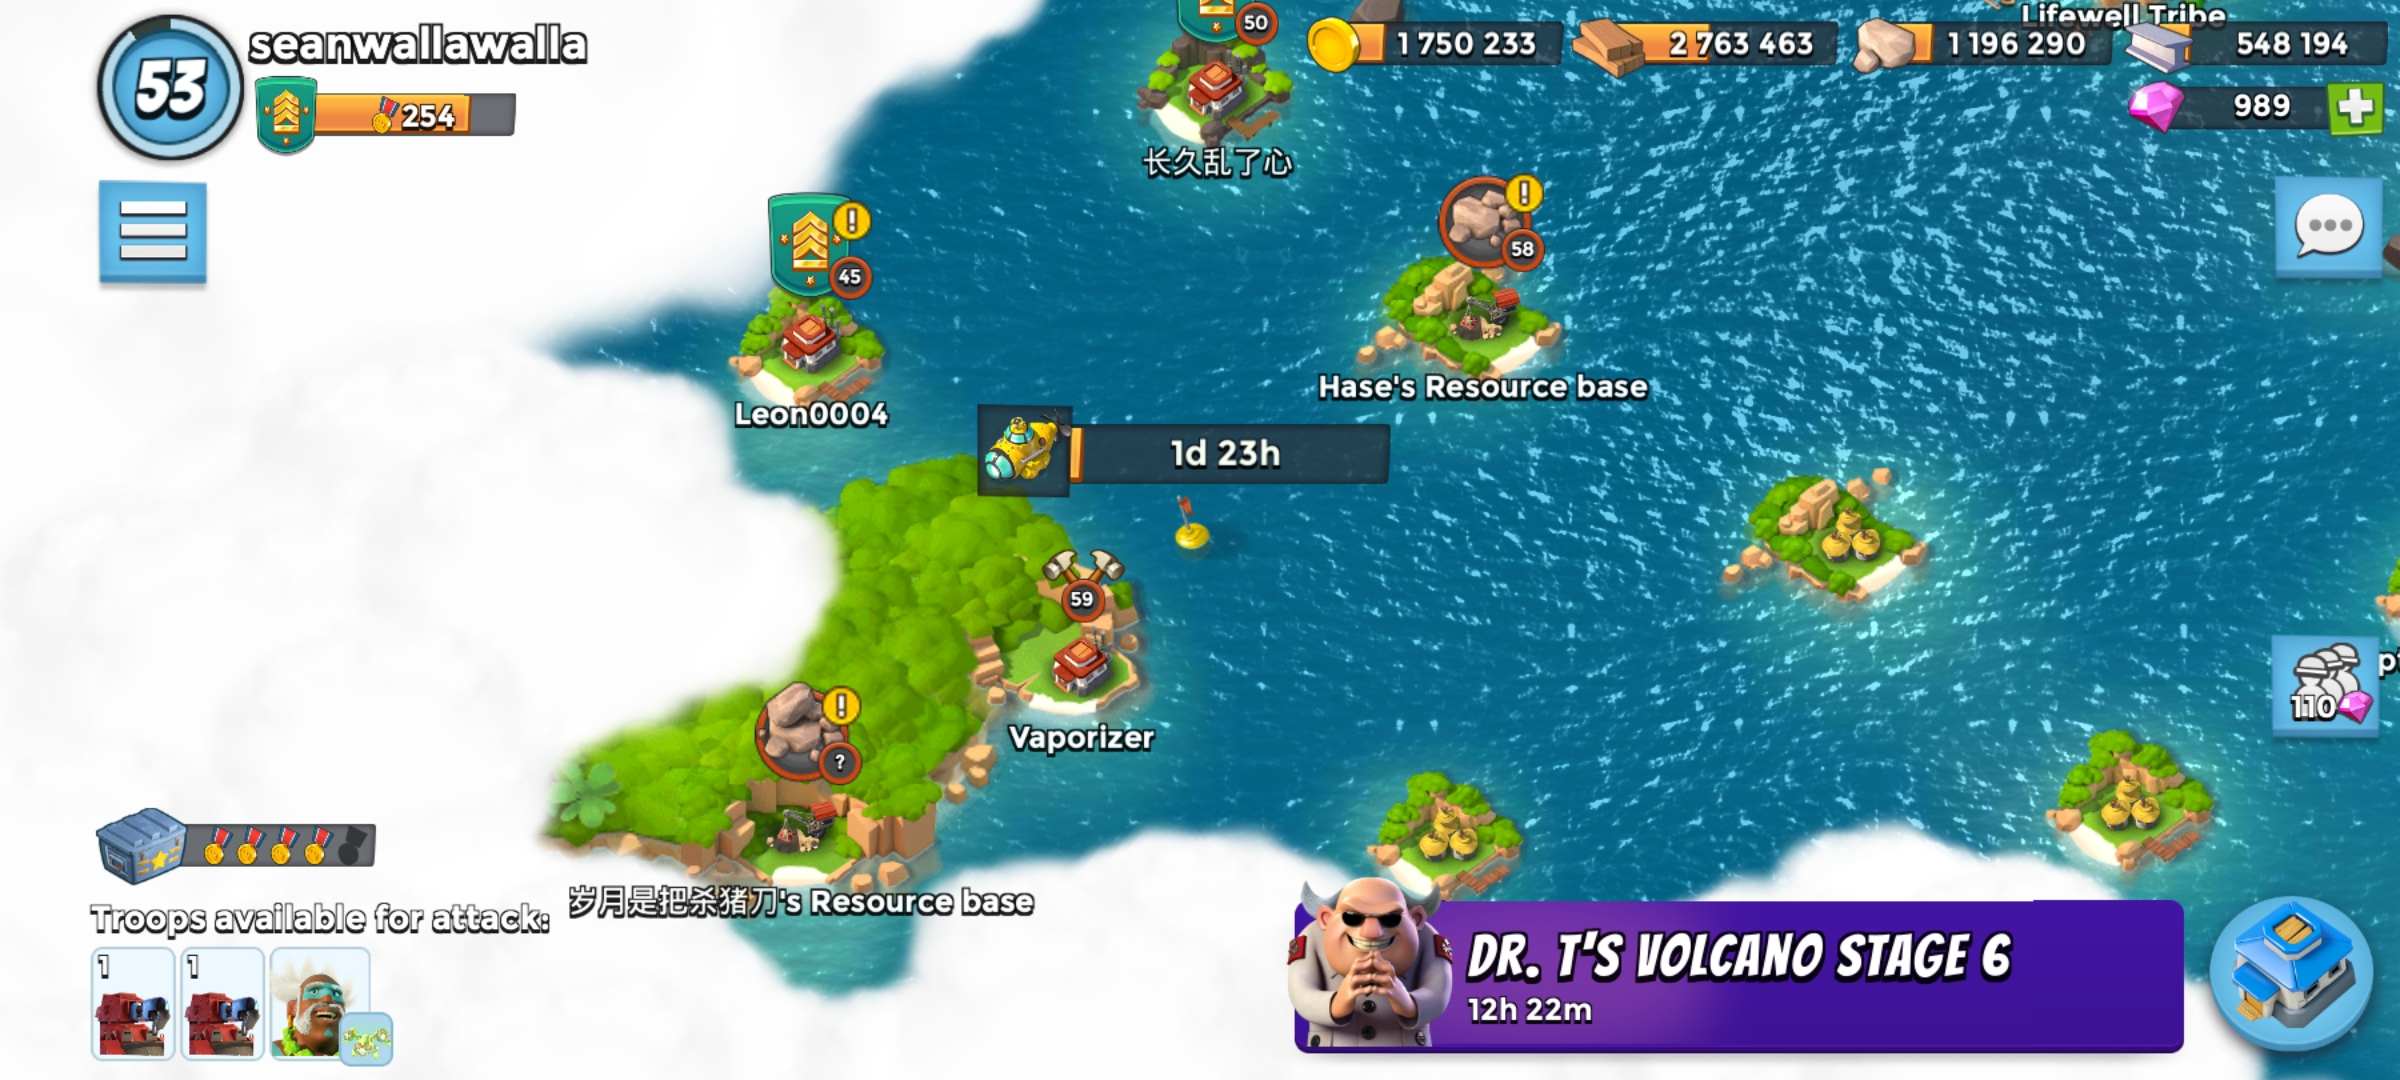 53
seanwallawalla
254
50
1 750 233
2 763 463
1 196 290
Lifewell Tribe
548 194
989
长久乱了心
!
45
Leon0004
!
58
Hase's Resource base
1d 23h
59
Vaporizer
!
?
岁月是把杀猪刀's Resource base
110
Troops available for attack:
1
1
DR. T'S VOLCANO STAGE 6
12h 22m